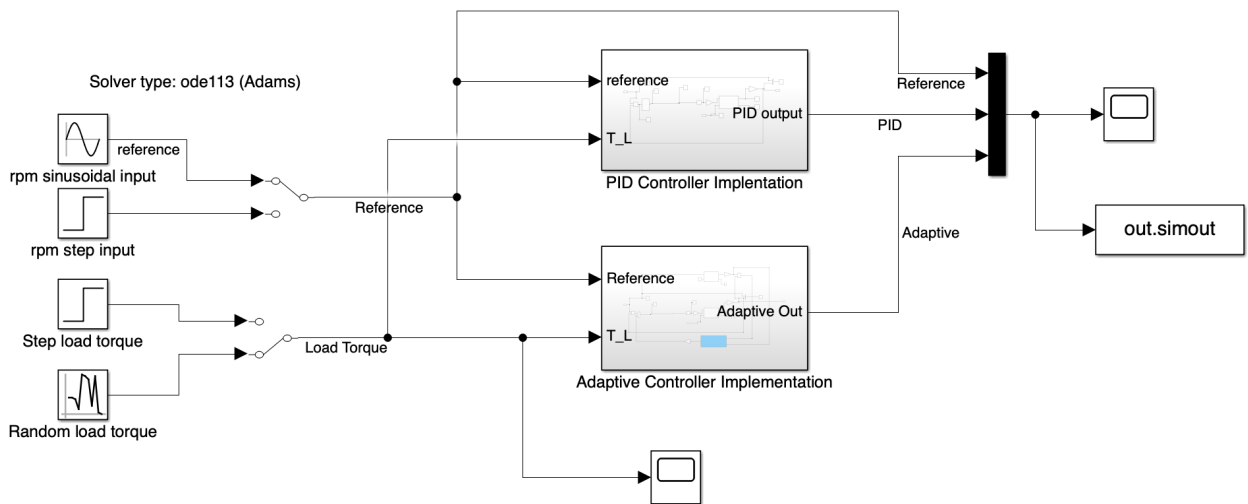 Solver type: ode113 (Adams)
reference
rpm sinusoidal input
rpm step input
Step load torque
Random load torque
Reference
Load Torque
reference
T_L
PID output
PID Controller Implentation
Reference
T_L
Adaptive Out
Adaptive Controller Implementation
Reference
PID
Adaptive
out.simout